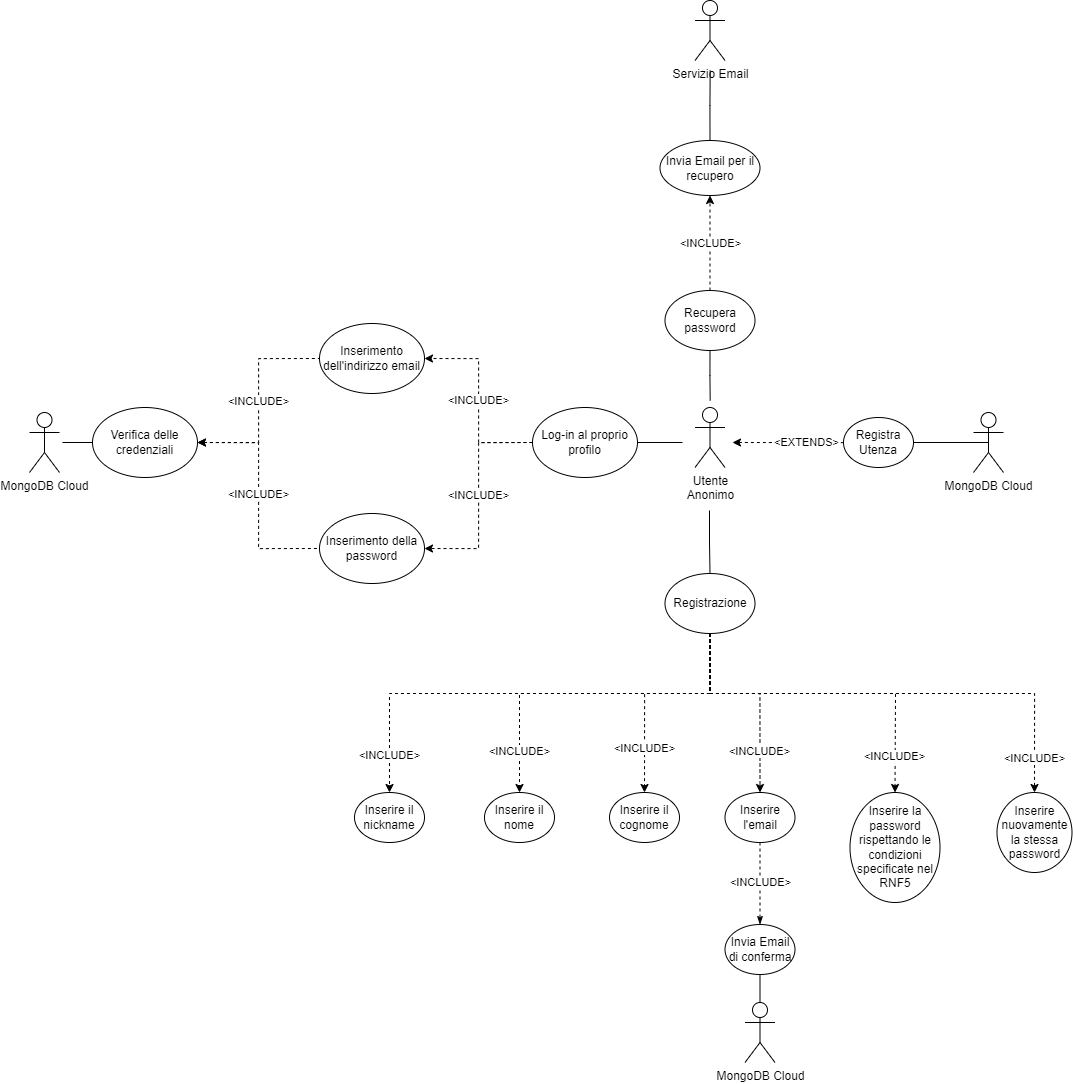 Servizio Email
Invia Email per il
recupero
<INCLUDE>
Recupera
password
Inserimento
dell'indirizzo email
<INCLUDE>
<INCLUDE>
Verifica delle
credenziali
MongoDB Cloud
Log-in al proprio
profilo
Utente
Anonimo
<EXTENDS>
Registra
Utenza
MongoDB Cloud
<INCLUDE>
<INCLUDE>
Inserimento della
password
Registrazione
<INCLUDE>
<INCLUDE>
<INCLUDE>
<INCLUDE>
<INCLUDE>
<INCLUDE>
Inserire il
nickname
Inserire il
nome
Inserire il
cognome
Inserire
l'email
Inserire la
password
rispettando le
condizioni
specificate nel
RNF5
Inserire
nuovamente
la stessa
password
<INCLUDE>
Invia Email
di conferma
MongoDB Cloud